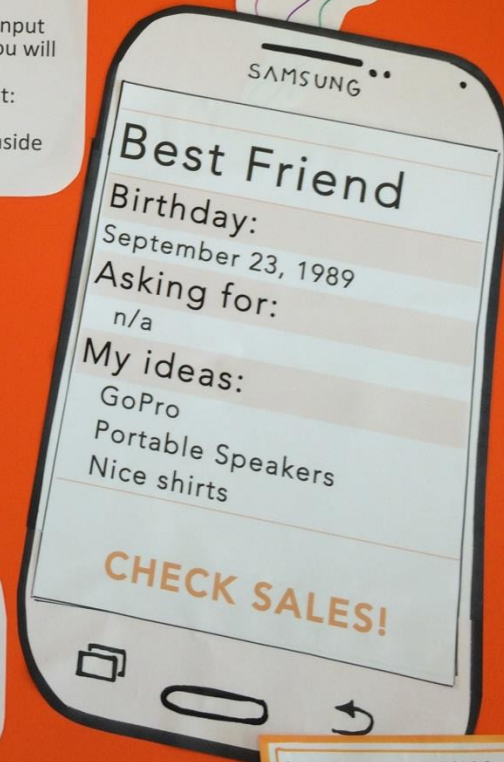 nput
ou will
t:
side
SAMSUNG
Best Friend
Birthday:
September 23, 1989
Asking for:
n/a
My ideas:
GoPro
Portable Speakers
Nice shirts
CHECK SALES!